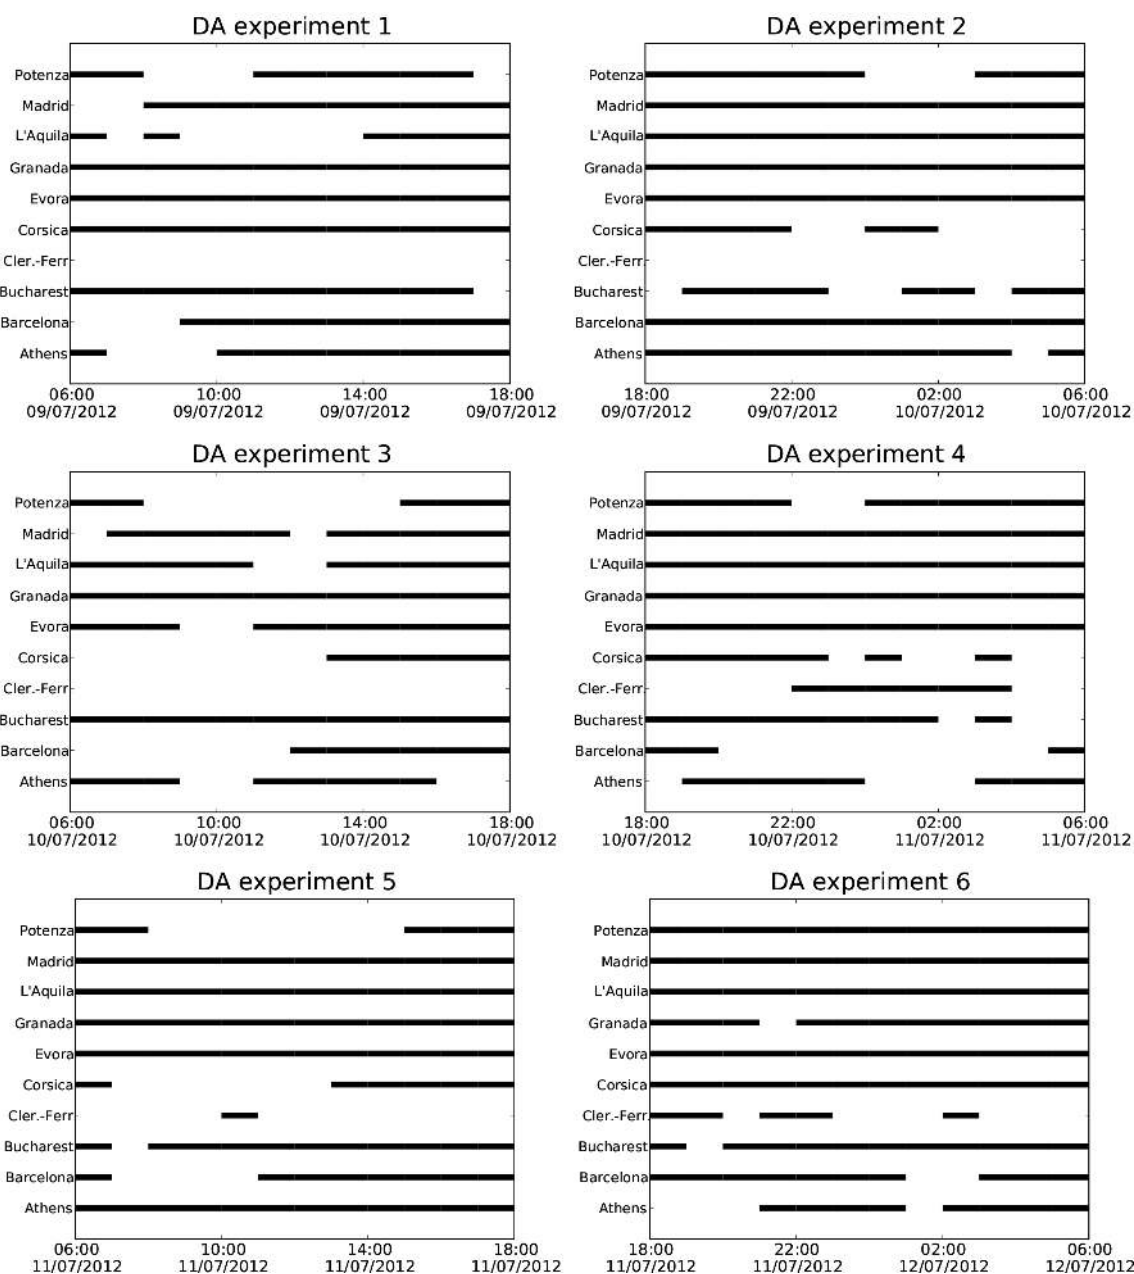 DA experiment 1
Potenza
Madrid
L'Aquila
Granada
Evora
Corsica
Cler.-Ferr
Bucharest
Barcelona
Athens
06:00 10:00 14:00 18:00
09/07/2012 09/07/2012 09/07/2012 09/07/2012
DA experiment 2
Potenza
Madrid
L'Aquila
Granada
Evora
Corsica
Cler.-Ferr
Bucharest
Barcelona
Athens
18:00 22:00 02:00 06:00
09/07/2012 09/07/2012 10/07/2012 10/07/2012
DA experiment 3
Potenza
Madrid
L'Aquila
Granada
Evora
Corsica
Cler.-Ferr
Bucharest
Barcelona
Athens
06:00 10:00 14:00 18:00
10/07/2012 10/07/2012 10/07/2012 10/07/2012
DA experiment 4
Potenza
Madrid
L'Aquila
Granada
Evora
Corsica
Cler.-Ferr
Bucharest
Barcelona
Athens
18:00 22:00 02:00 06:00
10/07/2012 10/07/2012 11/07/2012 11/07/2012
DA experiment 5
Potenza
Madrid
L'Aquila
Granada
Evora
Corsica
Cler.-Ferr
Bucharest
Barcelona
Athens
06:00 10:00 14:00 18:00
11/07/2012 11/07/2012 11/07/2012 11/07/2012
DA experiment 6
Potenza
Madrid
L'Aquila
Granada
Evora
Corsica
Cler.-Ferr
Bucharest
Barcelona
Athens
18:00 22:00 02:00 06:00
11/07/2012 11/07/2012 12/07/2012 12/07/2012